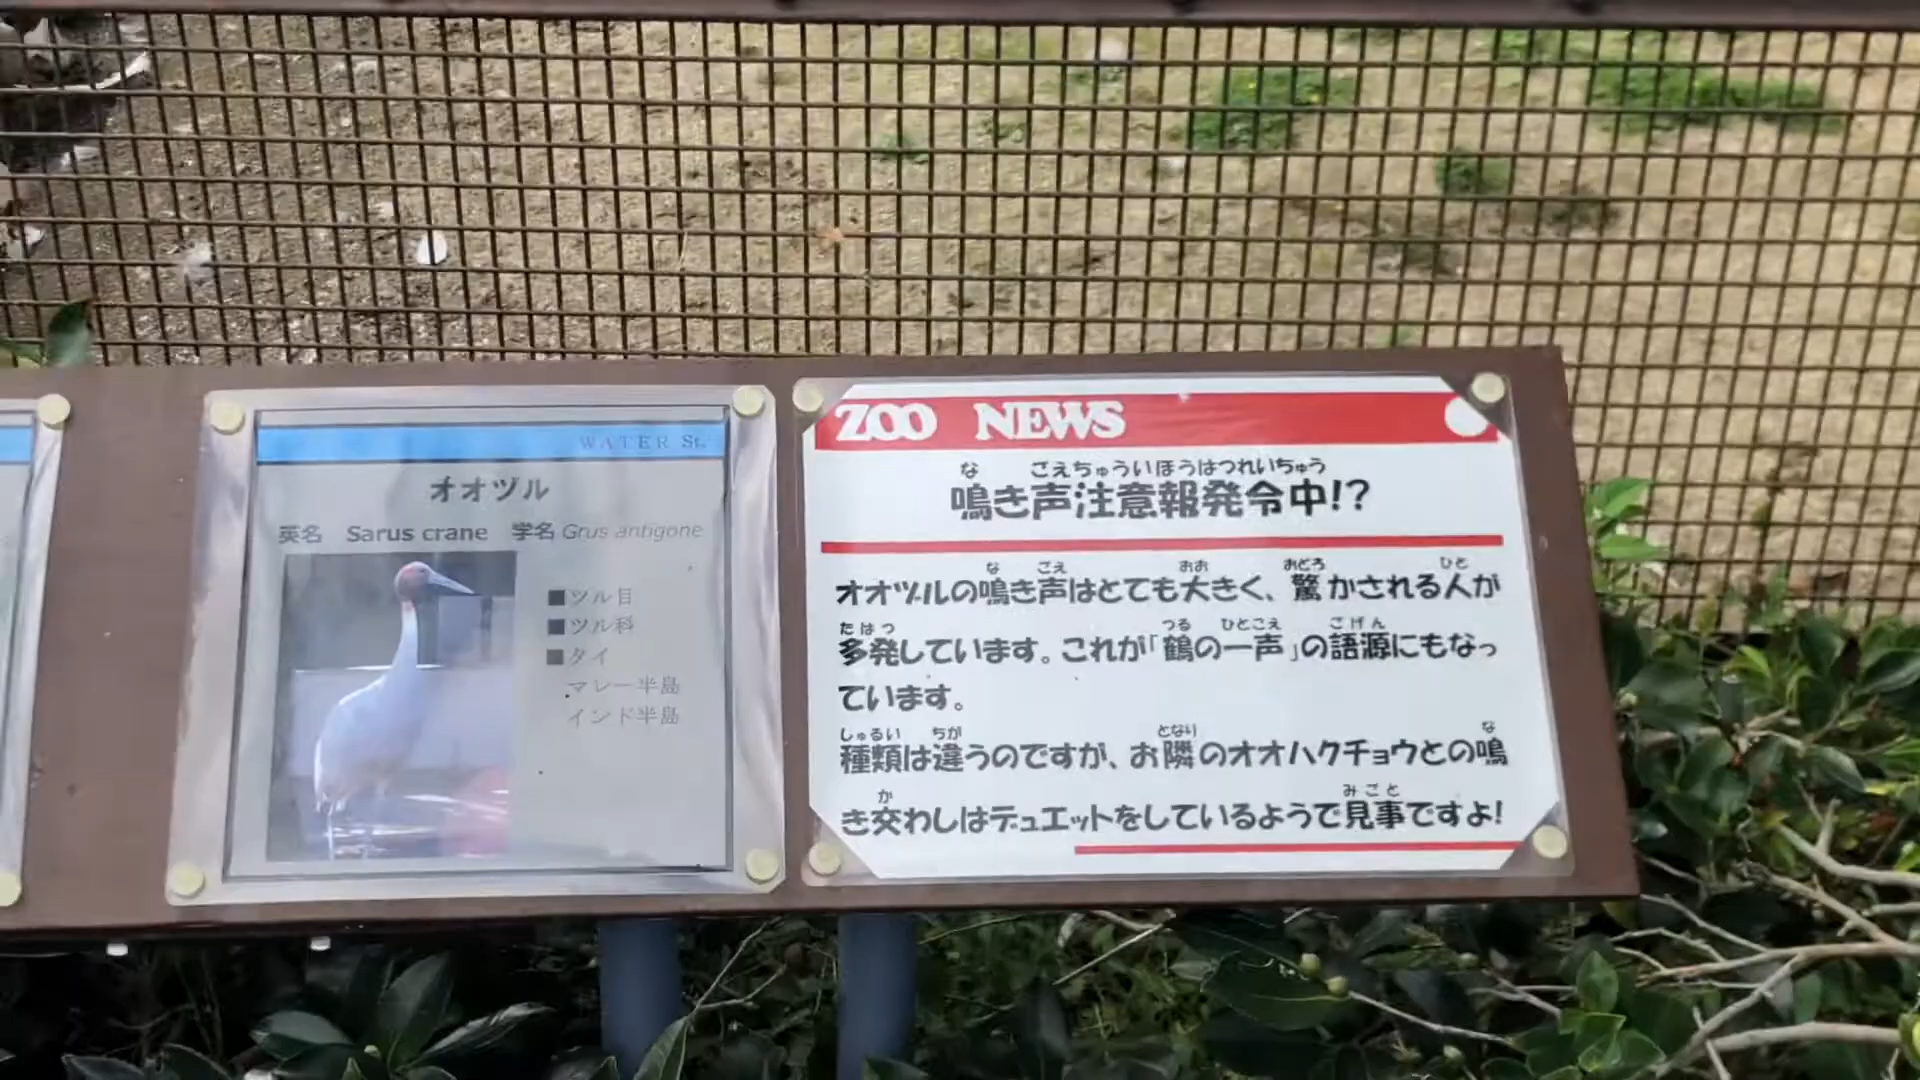 WATER St.
オオヅル
英名 Sarus crane 学名 Grus antigone
■ツル目
■ツル科
■タイ
マレー半島
インド半島
ZOO NEWS
な ごえちゅういほうはつれいちゅう
鳴き声注意報発令中!?
な ごえ おお おどろ ひと
オオヅルの鳴き声はとても大きく、驚かされる人が
たはつ つる ひとこえ ごげん
多発しています。これが「鶴の一声」の語源にもなっ
ています。
しゅるい ちが となり な
種類は違うのですが、お隣のオオハクチョウとの鳴
か みごと
き交わしはデュエットをしているようで見事ですよ!